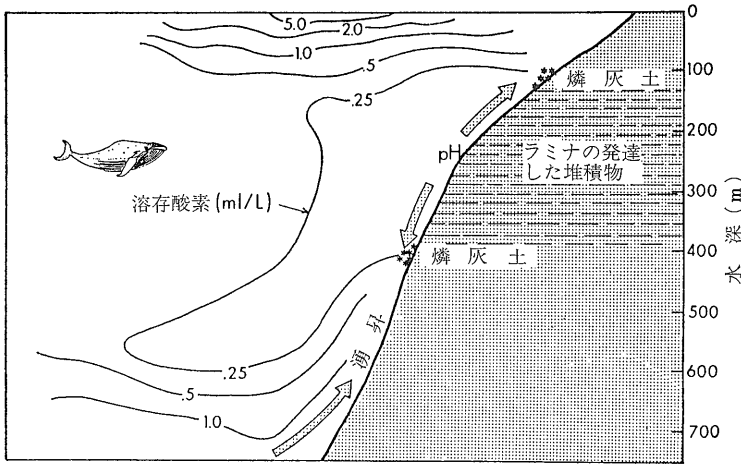 5.0
2.0
1.0
.5
.25
0
100
200
300
400
500
600
700
水深(m)
燐灰土
pH
ラミナの発達
した堆積物
溶存酸素(ml/L)
燐灰土
湧昇
.25
.5
1.0